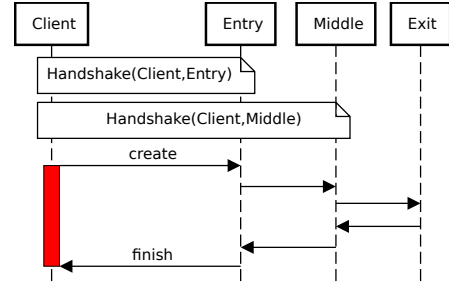 Client Entry Middle Exit
Handshake(Client,Entry)
Handshake(Client,Middle)
create
finish